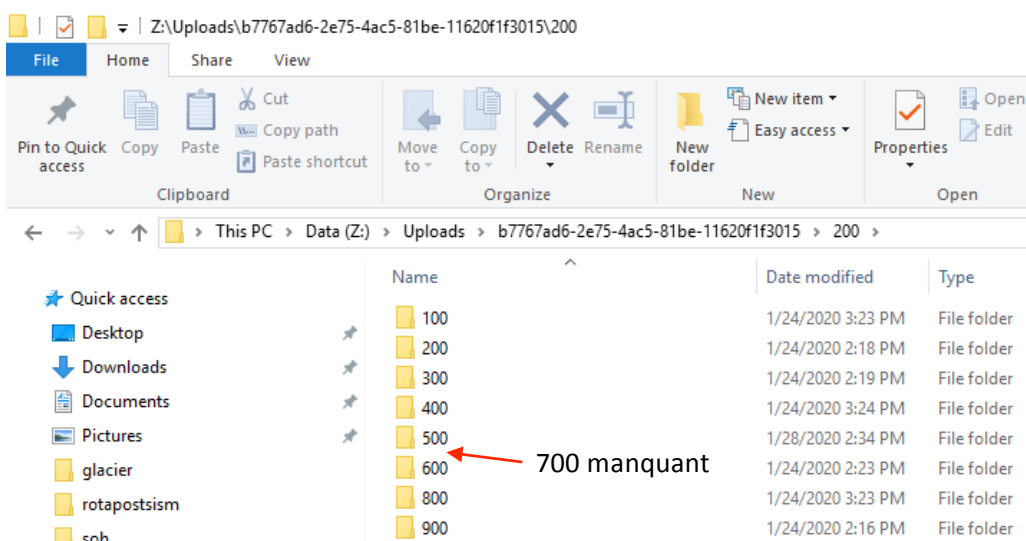 Z:\Uploads\b7767ad6-2e75-4ac5-81be-11620f1f3015\200
File Home Share View
Pin to Quick access
Copy
Paste
Cut
Copy path
Paste shortcut
Clipboard
Move to
Copy to
Delete
Rename
Organize
New folder
New item
Easy access
New
Properties
Open
Edit
Open
This PC > Data (Z:) > Uploads > b7767ad6-2e75-4ac5-81be-11620f1f3015 > 200 >
Quick access
Desktop
Downloads
Documents
Pictures
glacier
rotapostsism
soh
Name Date modified Type
100 1/24/2020 3:23 PM File folder
200 1/24/2020 2:18 PM File folder
300 1/24/2020 2:19 PM File folder
400 1/24/2020 3:24 PM File folder
500 1/28/2020 2:34 PM File folder
700 manquant
600 1/24/2020 2:23 PM File folder
800 1/24/2020 3:23 PM File folder
900 1/24/2020 2:16 PM File folder